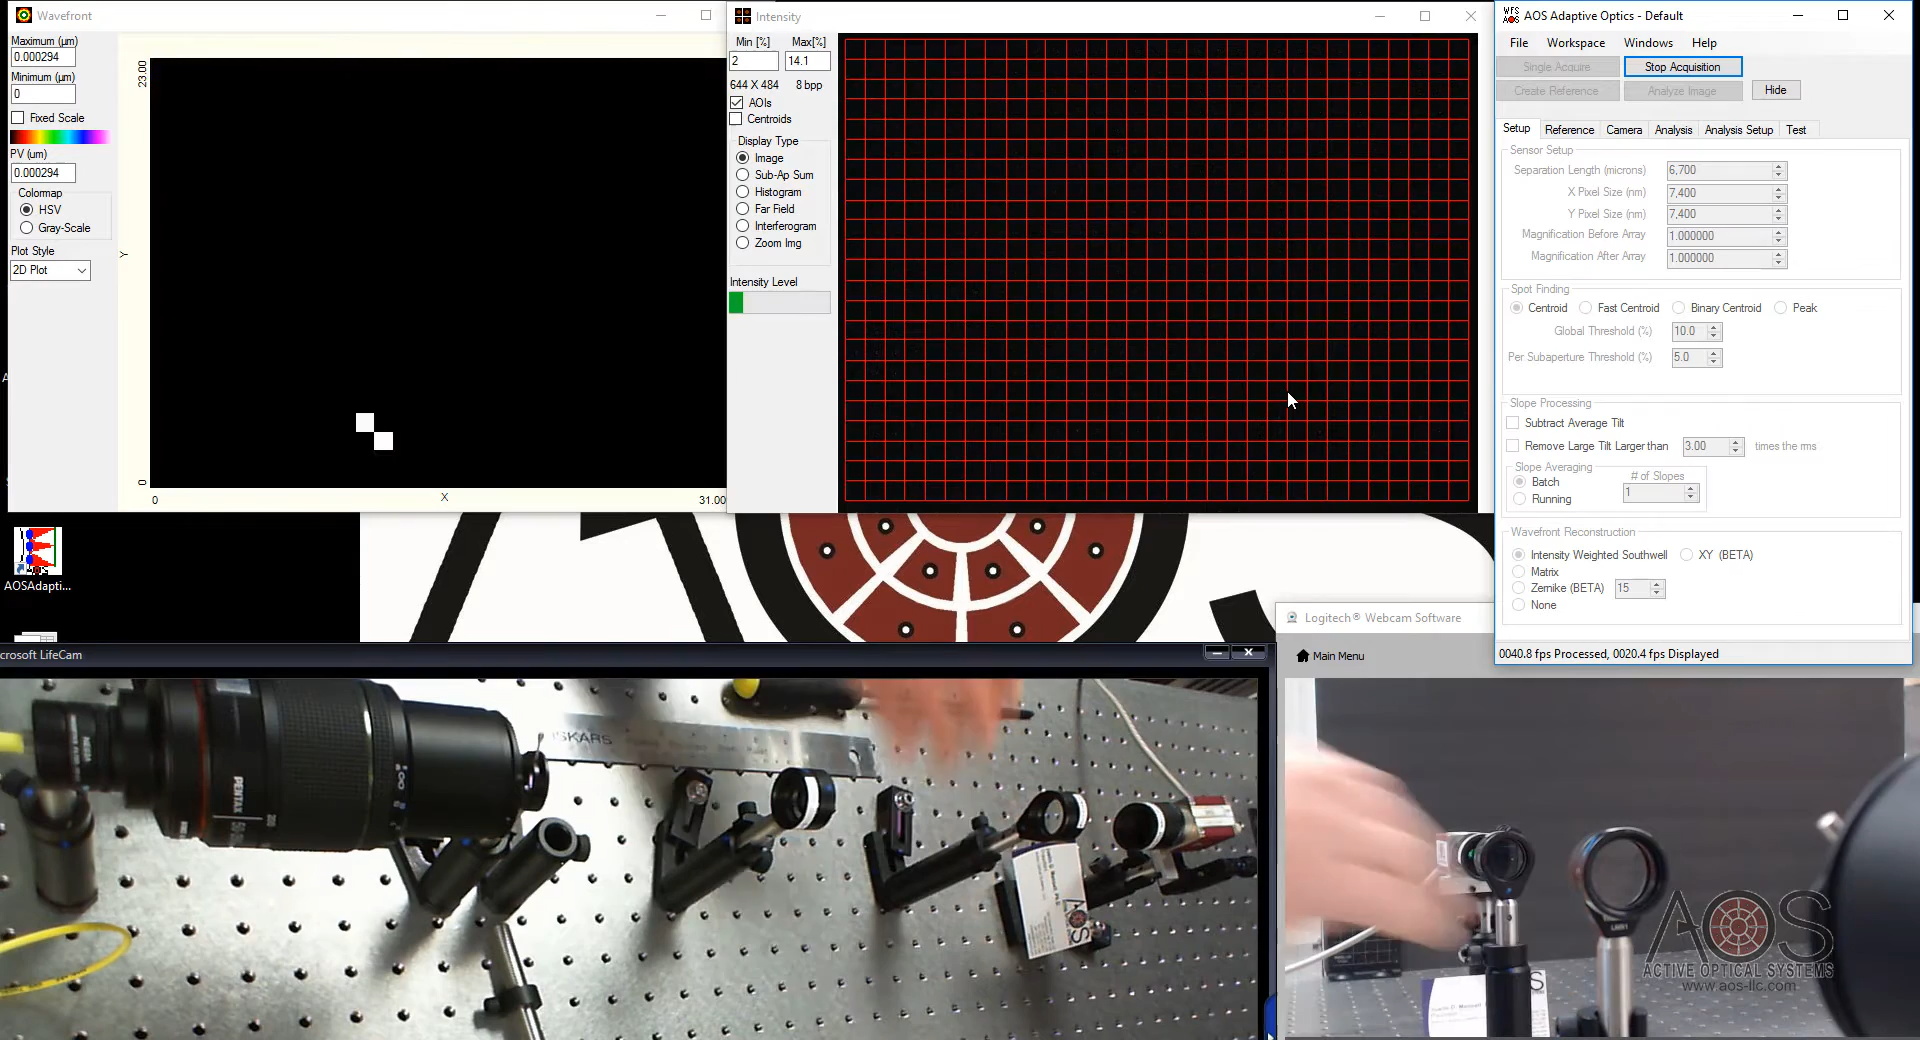 Wavefront
Maximum (µm)
0.000294
Minimum (µm)
0
Fixed Scale
PV (um)
0.000294
Colormap
HSV
Gray-Scale
Plot Style
2D Plot
23.00
Y
0
0
X
31.00
Intensity
Min [%]
Max[%]
2
14.1
644 X 484
8 bpp
AOIs
Centroids
Display Type
Image
Sub-Ap Sum
Histogram
Far Field
Interferogram
Zoom Img
Intensity Level
WFS
AOS
AOS Adaptive Optics - Default
File
Workspace
Windows
Help
Single Acquire
Stop Acquisition
Create Reference
Analyze Image
Hide
Setup
Reference
Camera
Analysis
Analysis Setup
Test
Sensor Setup
Separation Length (microns)
6,700
X Pixel Size (nm)
7,400
Y Pixel Size (nm)
7,400
Magnification Before Array
1.000000
Magnification After Array
1.000000
Spot Finding
Centroid
Fast Centroid
Binary Centroid
Peak
Global Threshold (%)
10.0
Per Subaperture Threshold (%)
5.0
Slope Processing
Subtract Average Tilt
Remove Large Tilt Larger than
3.00
times the rms
Slope Averaging
Batch
Running
# of Slopes
1
Wavefront Reconstruction
Intensity Weighted Southwell
XY (BETA)
Matrix
Zernike (BETA)
15
None
0040.8 fps Processed, 0020.4 fps Displayed
AOSAdapti...
crosoft LifeCam
Logitech® Webcam Software
Main Menu
ISKARS
PENTAX
AOS
AOS
ACTIVE OPTICAL SYSTEMS
www.aos-llc.com